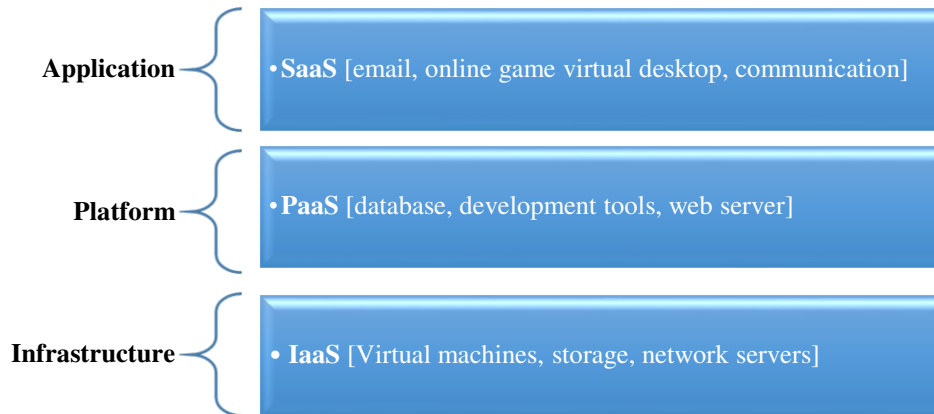 Application
• SaaS [email, online game virtual desktop, communication]
Platform
• PaaS [database, development tools, web server]
Infrastructure
• IaaS [Virtual machines, storage, network servers]